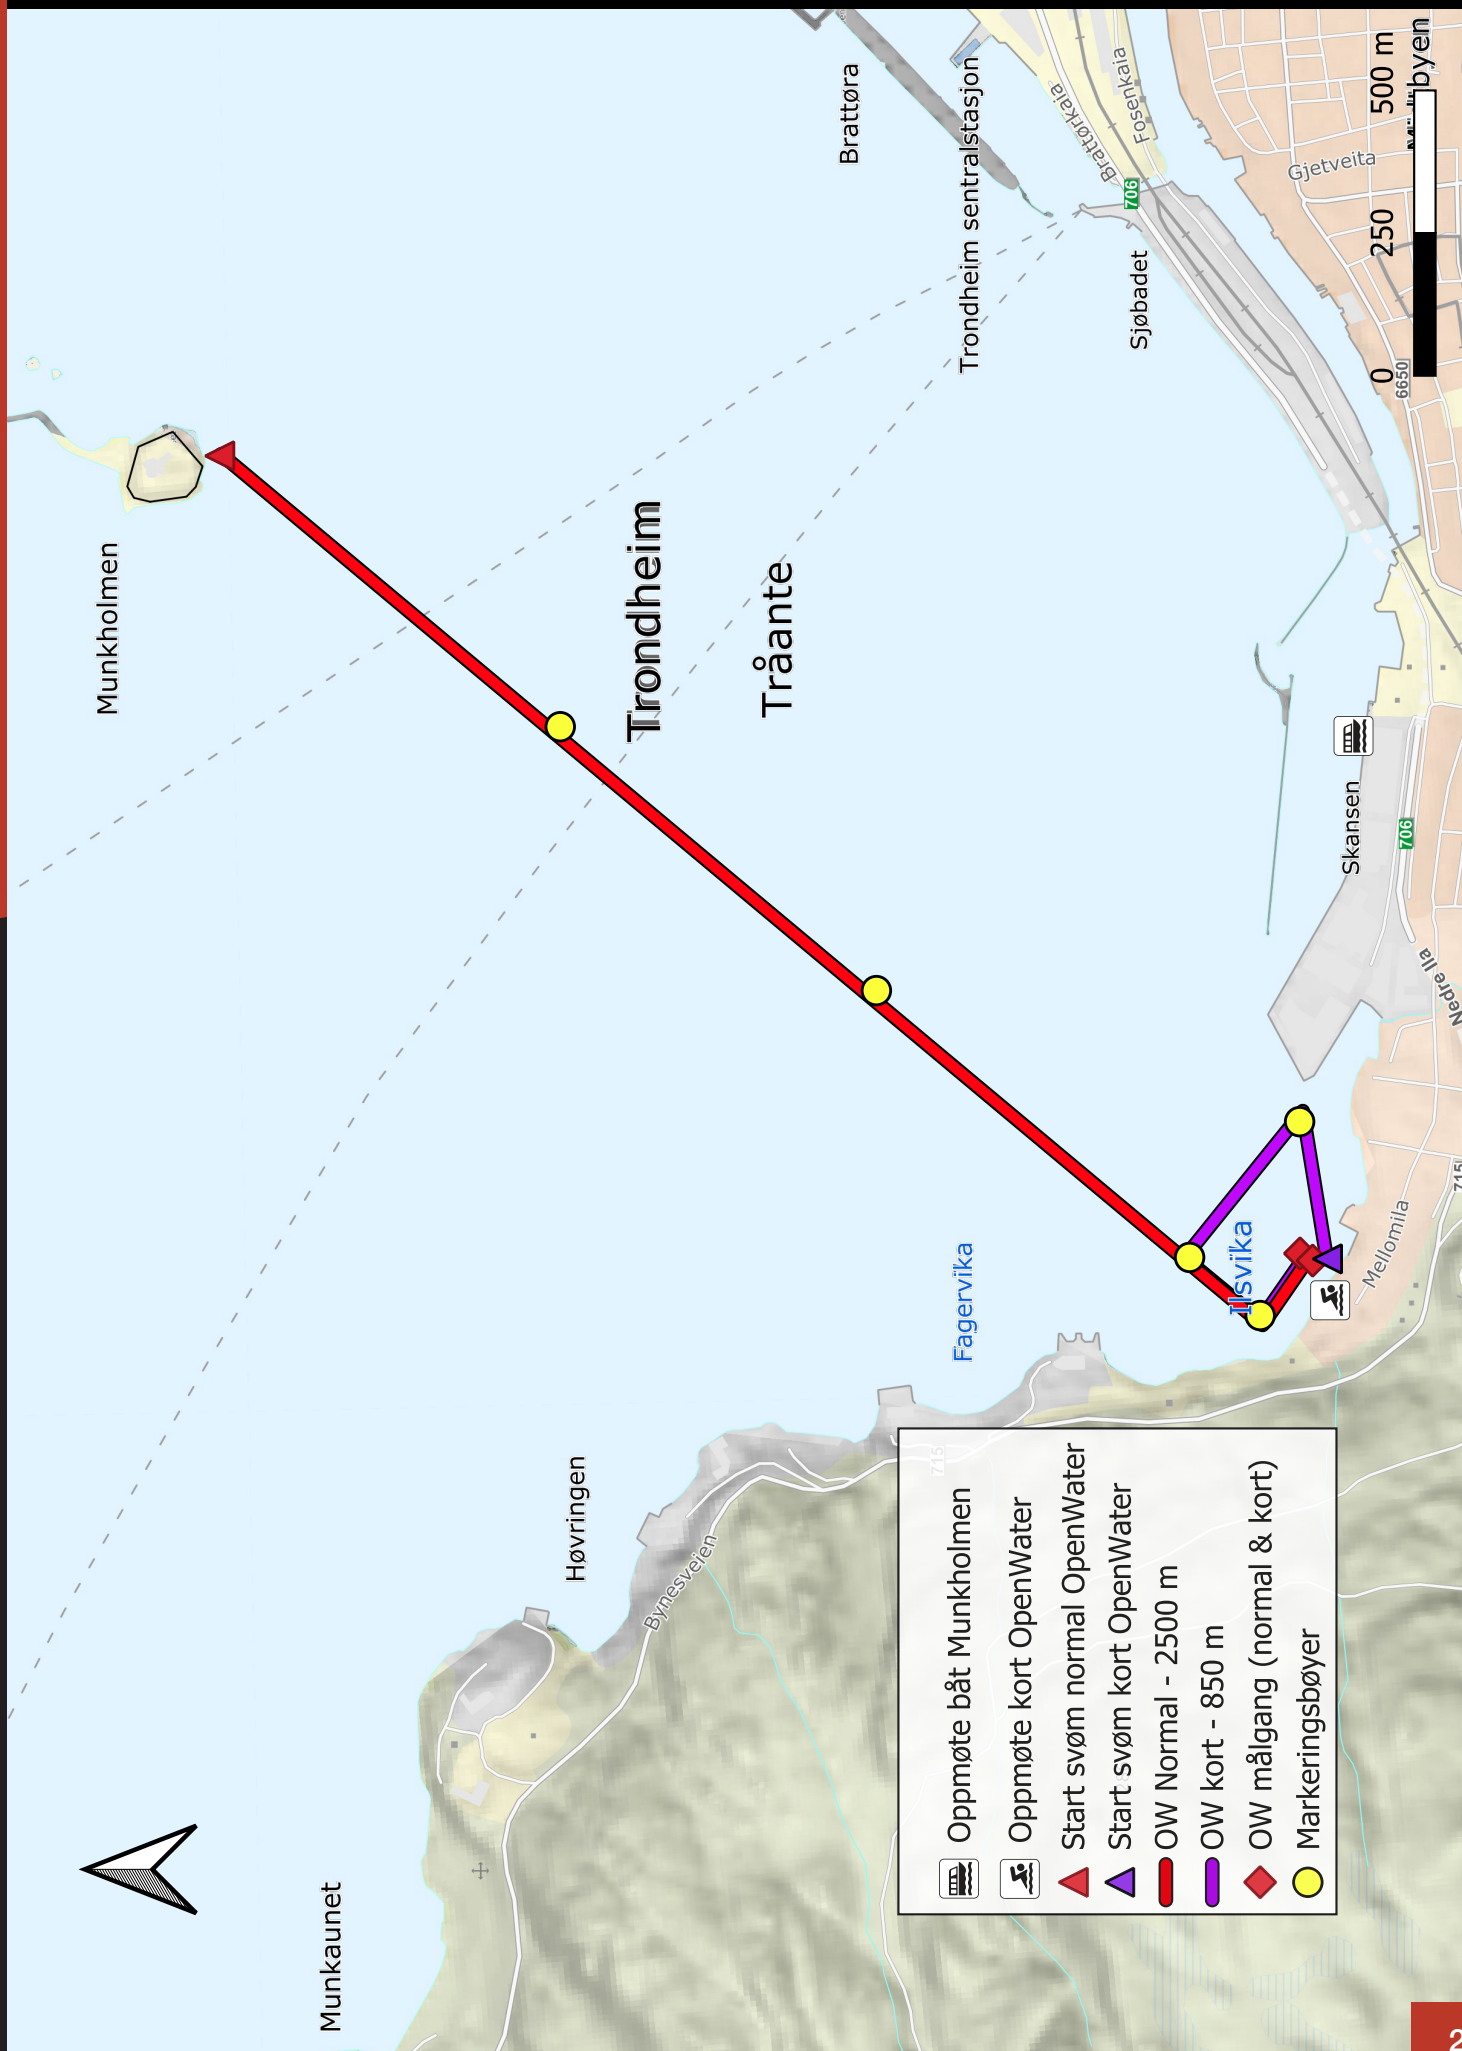 Munkholmen
Brattøra
Trondheim sentralstasjon
Brattørkaia
Fosenkaia
706
Sjøbadet
Gjetveita
0
250
500 m
6650
Trondheim
Tråante
Skansen
706
Nedre Ila
Mellomila
715
Ilsvika
Fagervika
Høvringen
Bynesveien
715
Munkaunet
Oppmøte båt Munkholmen
Oppmøte kort OpenWater
Start svøm normal OpenWater
Start svøm kort OpenWater
OW Normal - 2500 m
OW kort - 850 m
OW målgang (normal & kort)
Markeringsbøyer
2